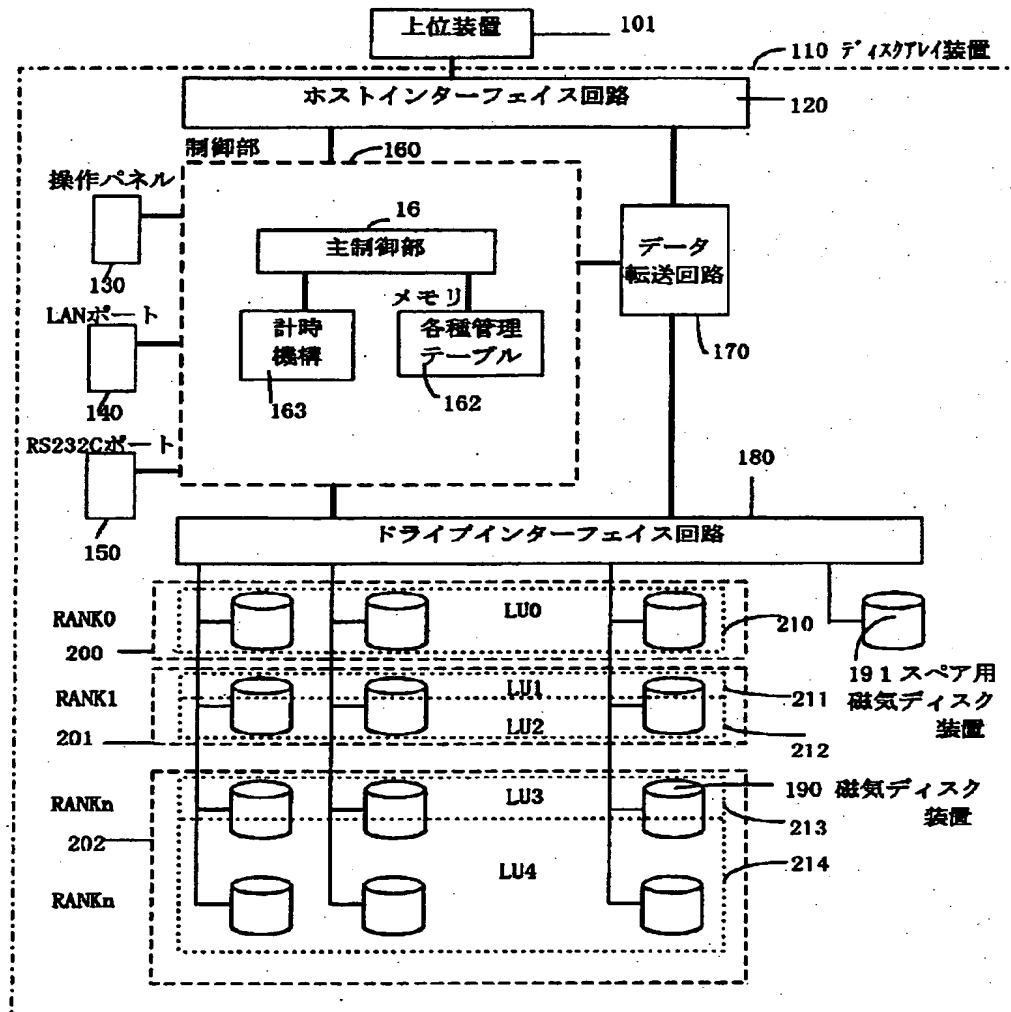 上位装置
101
110 ディスクアレイ装置
ホストインターフェイス回路
120
制御部
160
操作パネル
130
16
主制御部
データ
転送回路
170
メモリ
計時
機構
163
各種管理
テーブル
162
LANポート
140
RS232Cポート
150
180
ドライブインターフェイス回路
RANK0
200
LU0
210
191スペア用
磁気ディスク
装置
RANK1
201
LU1
211
LU2
212
RANKn
202
LU3
190 磁気ディスク
装置
213
LU4
214
RANKn